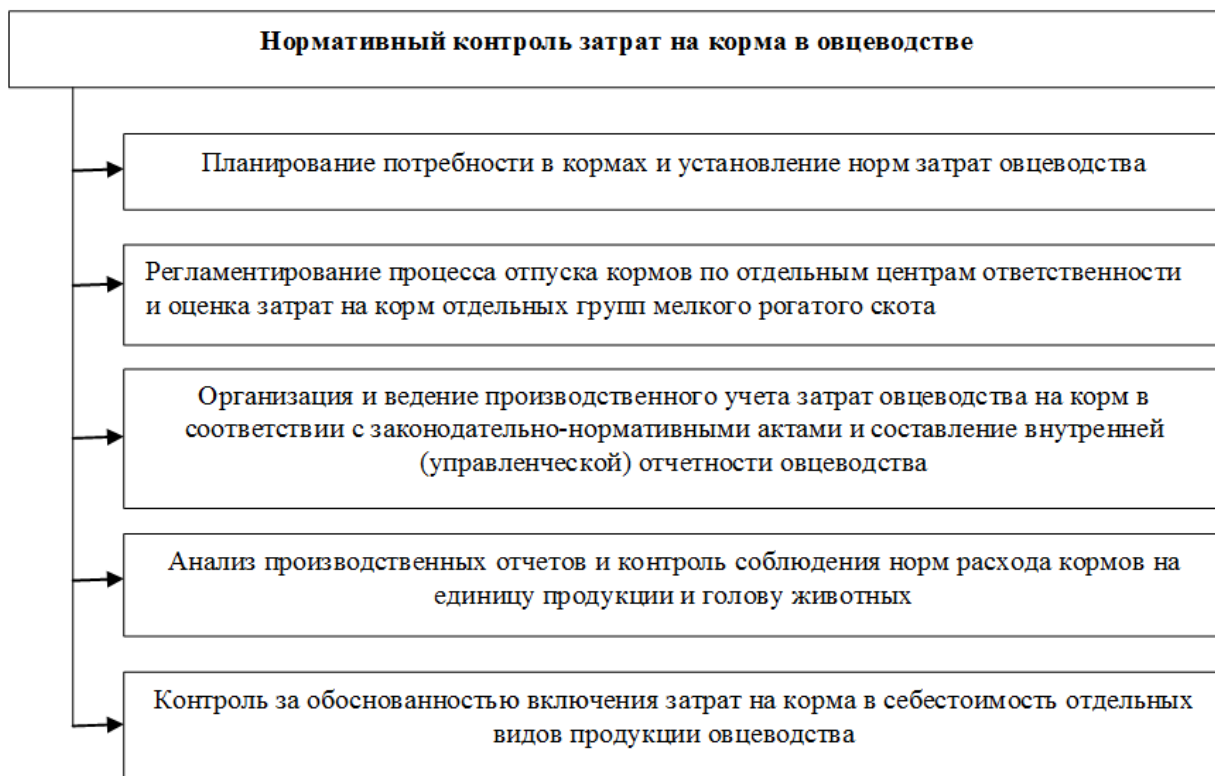 Нормативный контроль затрат на корма в овцеводстве
Планирование потребности в кормах и установление норм затрат овцеводства
Регламентирование процесса отпуска кормов по отдельным центрам ответственности
и оценка затрат на корм отдельных групп мелкого рогатого скота
Организация и ведение производственного учета затрат овцеводства на корм в
соответствии с законодательно-нормативными актами и составление внутренней
(управленческой) отчетности овцеводства
Анализ производственных отчетов и контроль соблюдения норм расхода кормов на
единицу продукции и голову животных
Контроль за обоснованностью включения затрат на корма в себестоимость отдельных
видов продукции овцеводства